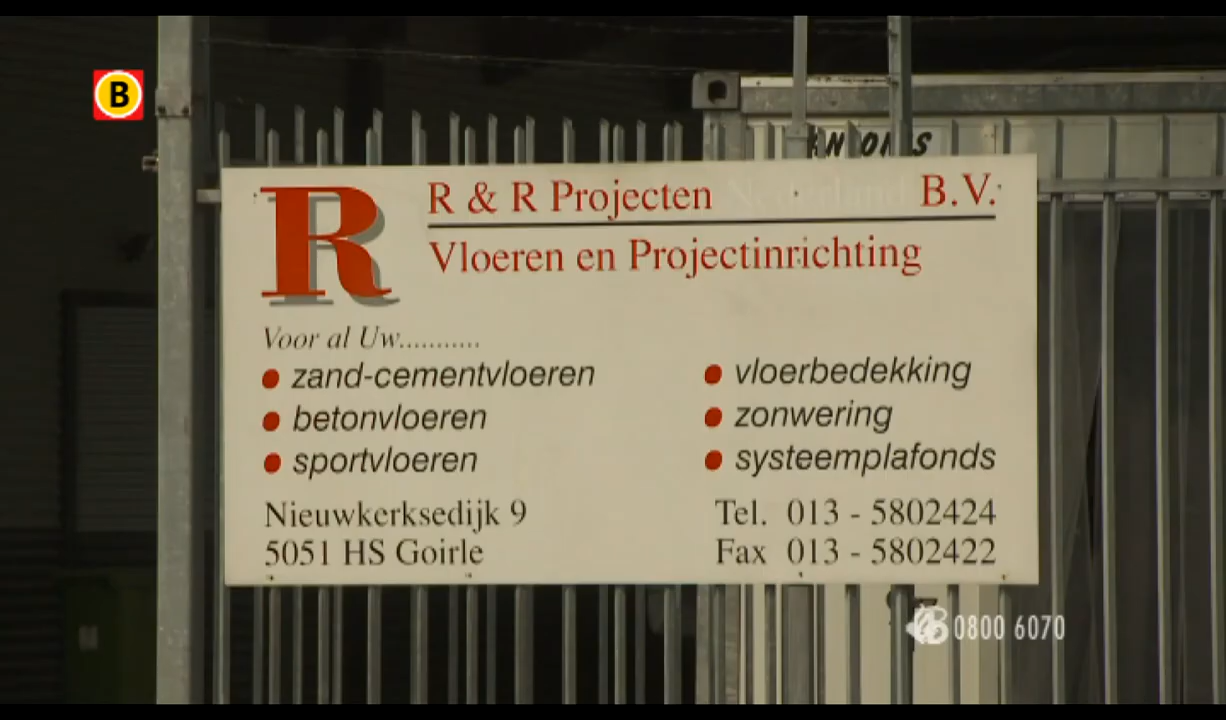 B
R
R & R Projecten Nederland B.V.
Vloeren en Projectinrichting
Voor al Uw...........
zand-cementvloeren
betonvloeren
sportvloeren
vloerbedekking
zonwering
systeemplafonds
Nieuwkerksedijk 9
5051 HS Goirle
Tel. 013 - 5802424
Fax 013 - 5802422
0800 6070